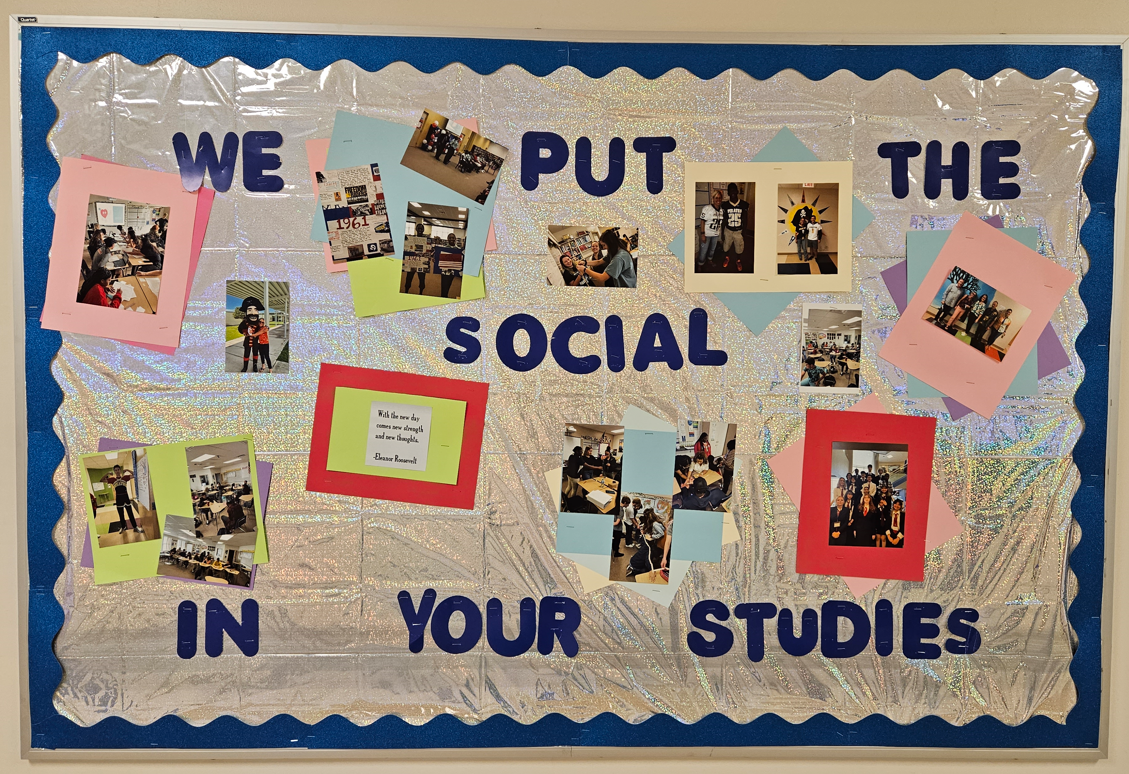 Quartet
WE PUT THE
1961
SOCIAL
With the new day
comes new strength
and new thoughts.
-Eleanor Roosevelt
IN YOUR STUDIEs